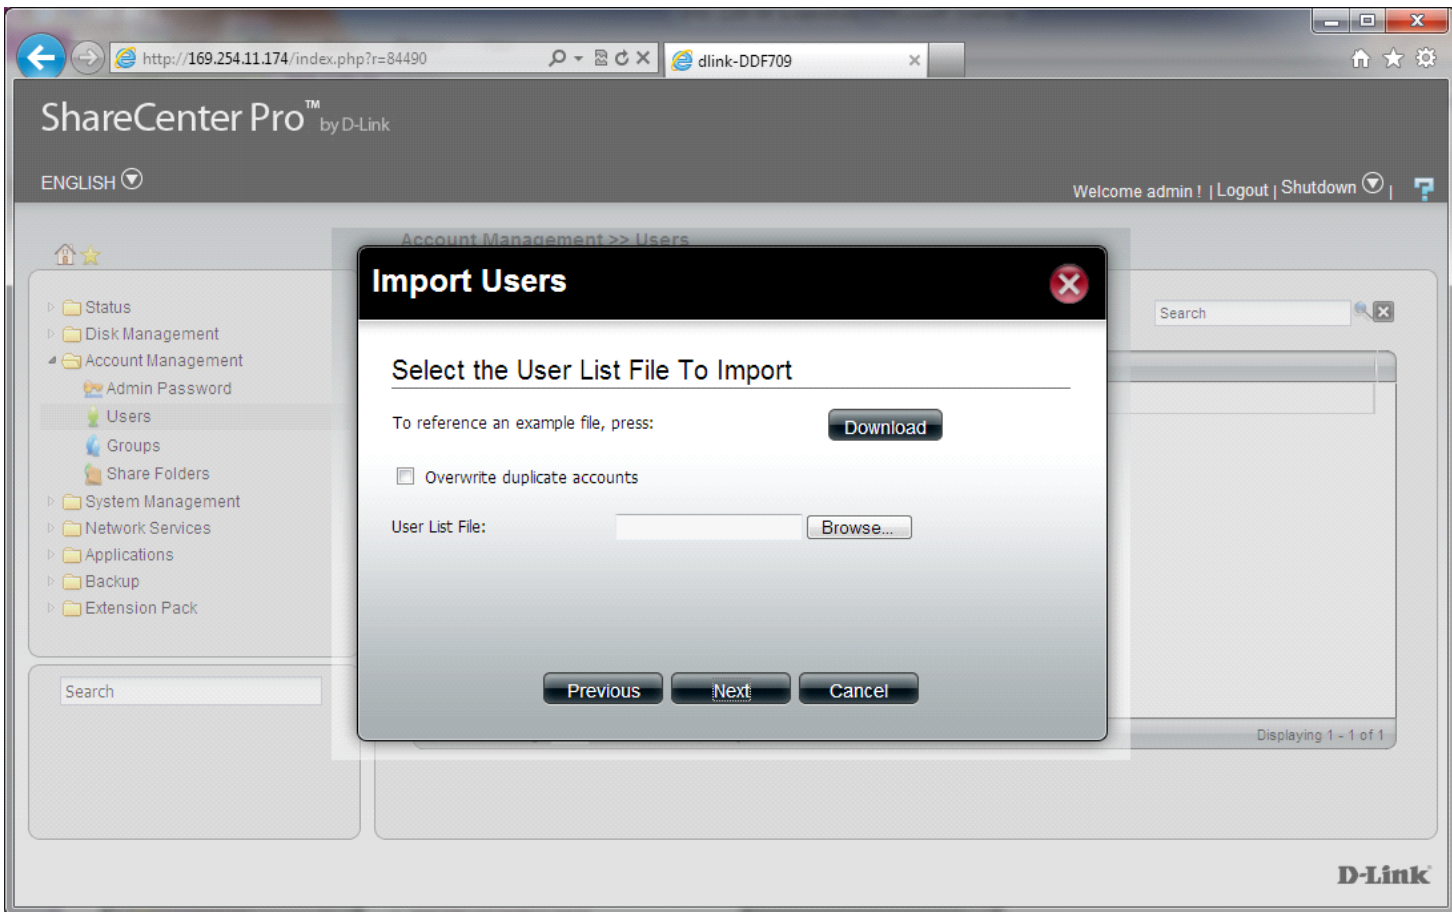 http://169.254.11.174/index.php?r=84490
dlink-DDF709
ShareCenter Pro™ by D-Link
ENGLISH
Welcome admin ! | Logout | Shutdown |
?
Account Management >> Users
Import Users
Status
Disk Management
Account Management
Admin Password
Users
Groups
Share Folders
System Management
Network Services
Applications
Backup
Extension Pack
Search
Search
Select the User List File To Import
To reference an example file, press: Download
Overwrite duplicate accounts
User List File: Browse...
Previous Next Cancel
Displaying 1 - 1 of 1
D-Link